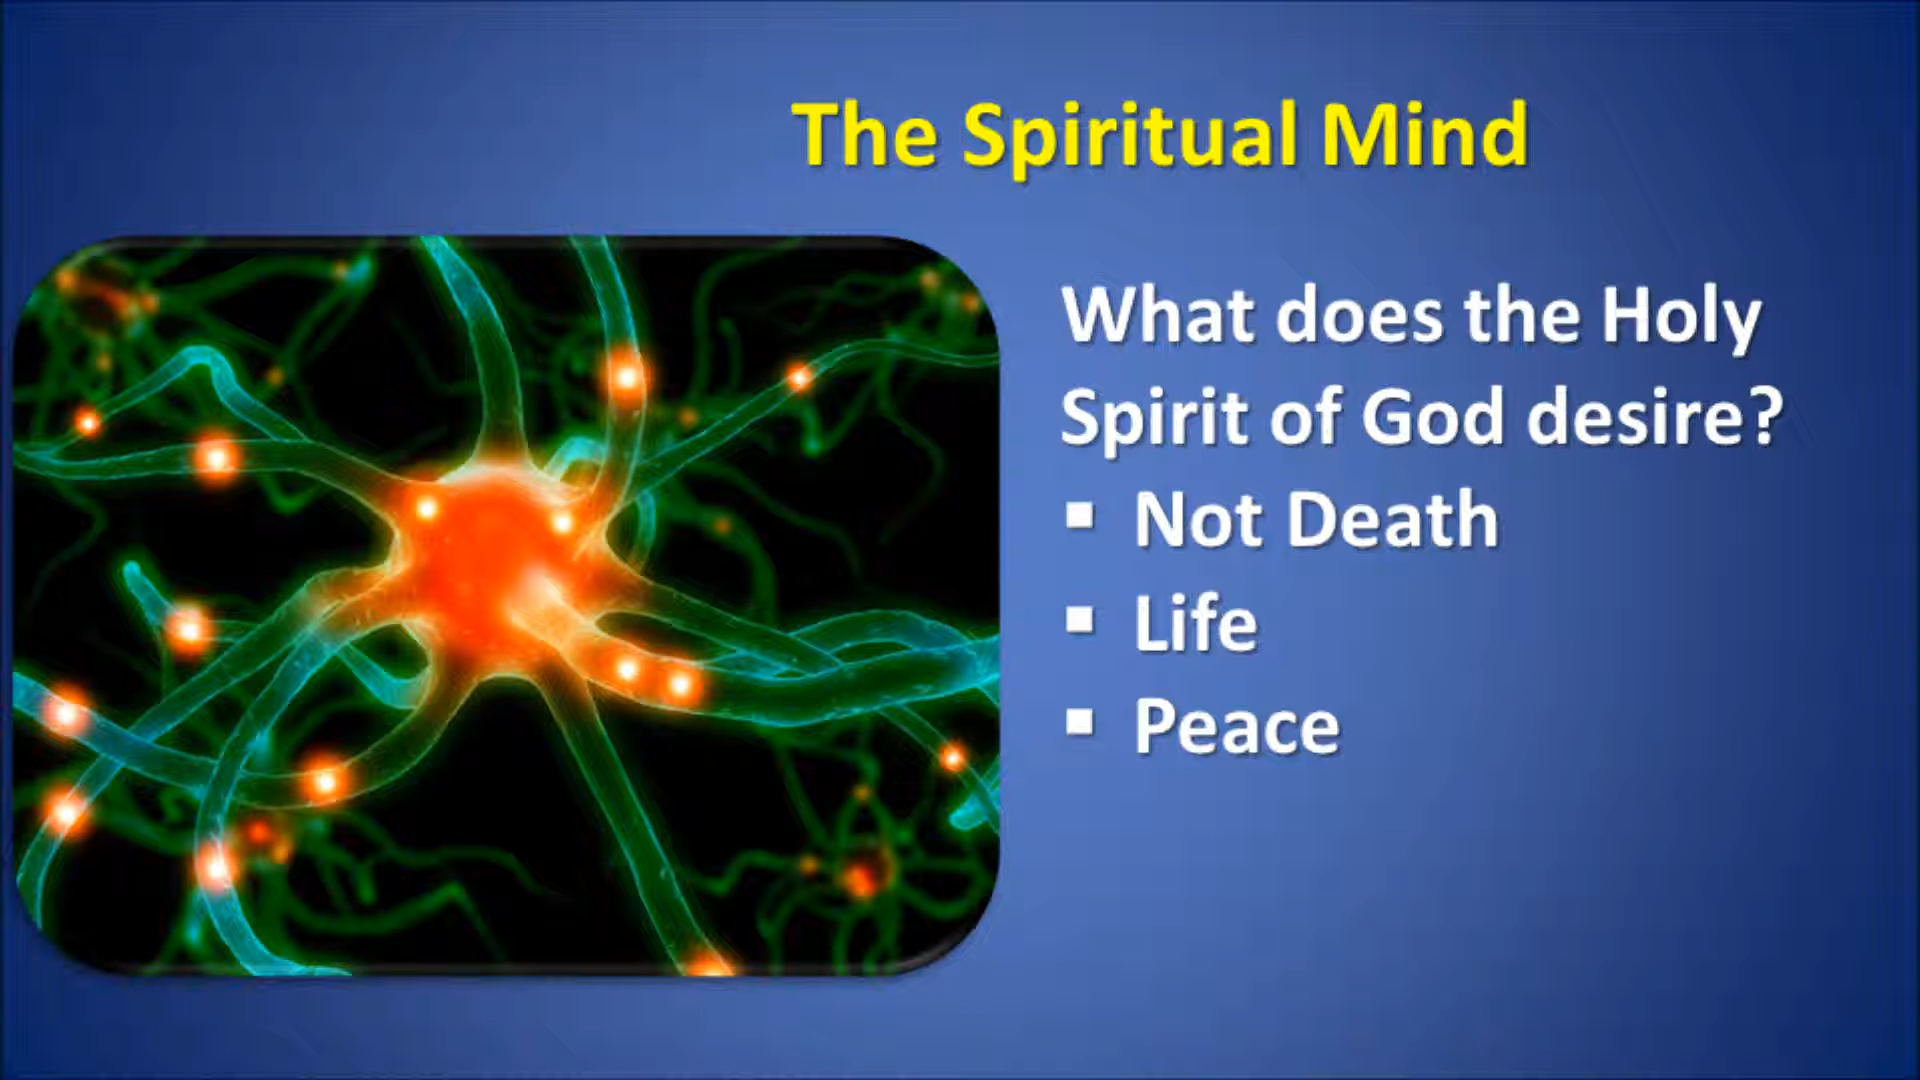 The Spiritual Mind
What does the Holy
Spirit of God desire?
▪ Not Death
▪ Life
▪ Peace